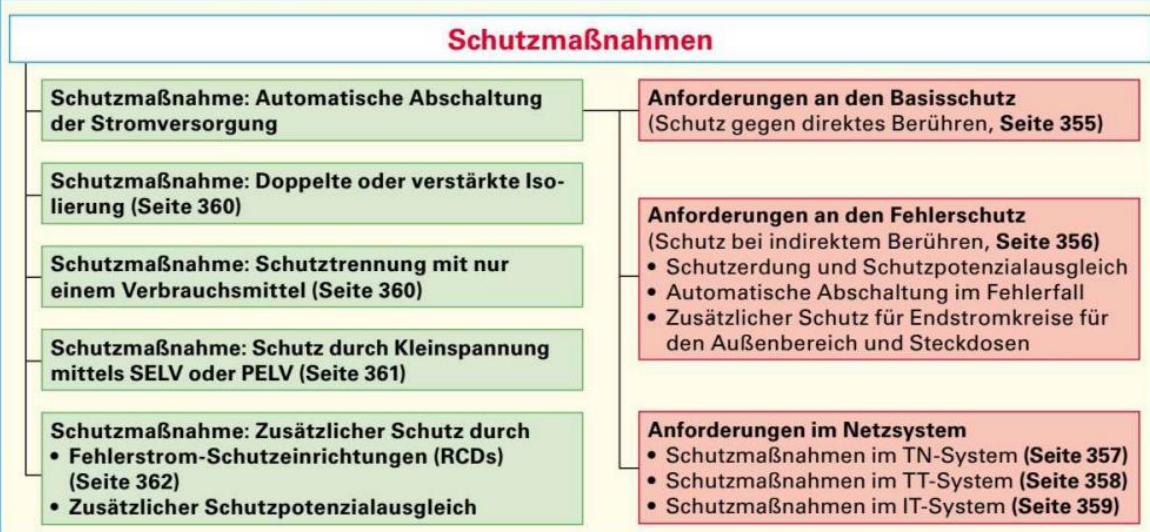 Schutzmaßnahmen
Schutzmaßnahme: Automatische Abschaltung
der Stromversorgung
Schutzmaßnahme: Doppelte oder verstärkte Iso-
lierung (Seite 360)
Schutzmaßnahme: Schutztrennung mit nur
einem Verbrauchsmittel (Seite 360)
Schutzmaßnahme: Schutz durch Kleinspannung
mittels SELV oder PELV (Seite 361)
Schutzmaßnahme: Zusätzlicher Schutz durch
• Fehlerstrom-Schutzeinrichtungen (RCDs)
(Seite 362)
• Zusätzlicher Schutzpotenzialausgleich
Anforderungen an den Basisschutz
(Schutz gegen direktes Berühren, Seite 355)
Anforderungen an den Fehlerschutz
(Schutz bei indirektem Berühren, Seite 356)
• Schutzerdung und Schutzpotenzialausgleich
• Automatische Abschaltung im Fehlerfall
• Zusätzlicher Schutz für Endstromkreise für
den Außenbereich und Steckdosen
Anforderungen im Netzsystem
• Schutzmaßnahmen im TN-System (Seite 357)
• Schutzmaßnahmen im TT-System (Seite 358)
• Schutzmaßnahmen im IT-System (Seite 359)